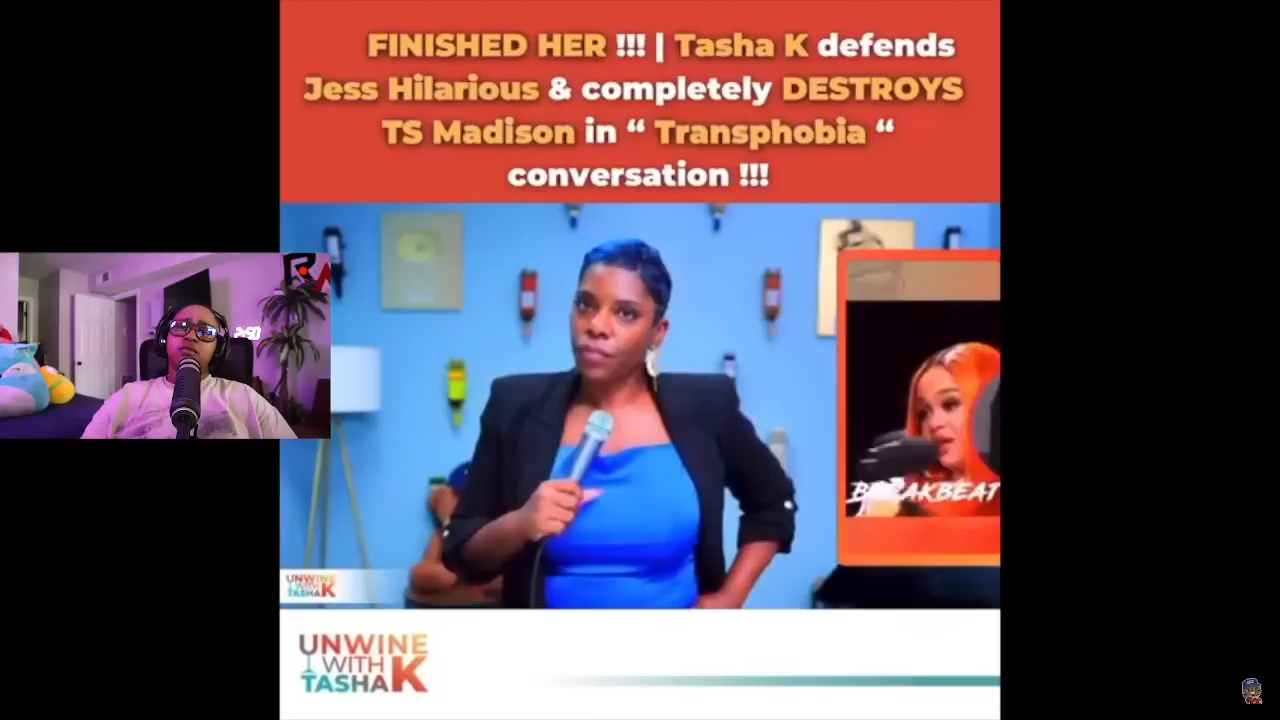 FINISHED HER !!! | Tasha K defends
Jess Hilarious & completely DESTROYS
TS Madison in “ Transphobia “
conversation !!!
BREAKBEAT
UNWINE
WITH
TASHA K
UNWINE
WITH
TASHA K